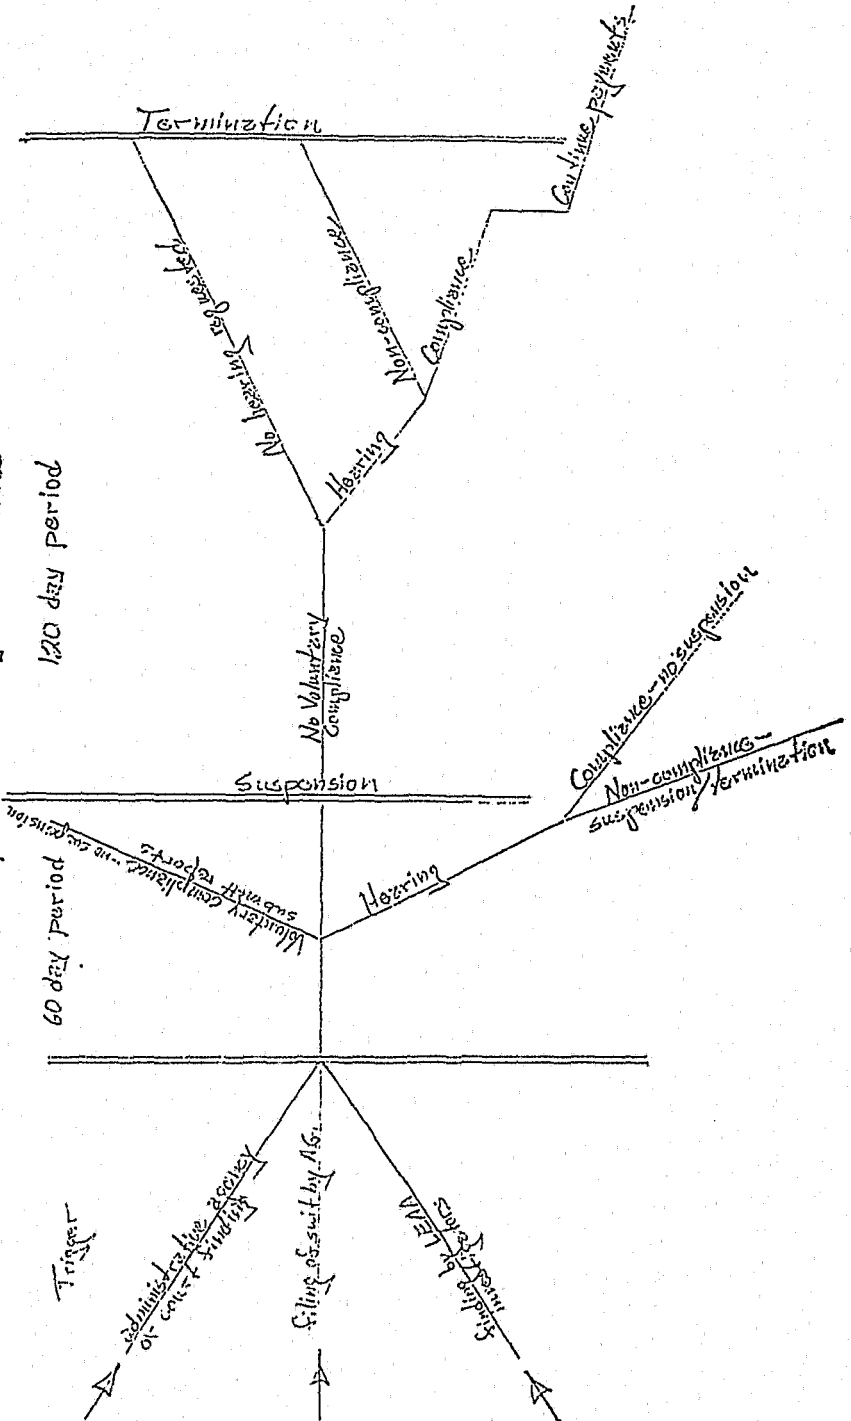 Termination
Continue payments
No hearing requested
Non-compliance
Compliance
Hearing
120 day period
No Voluntary
Compliance
Suspension
Compliance-no suspension
Non-compliance-
suspension/termination
Voluntary compliance - no suspension
submit reports
Hearing
60 day period
Trigger
administrative agency
or court finding
filing of suit by AG.
finding by LEAA
investigators.